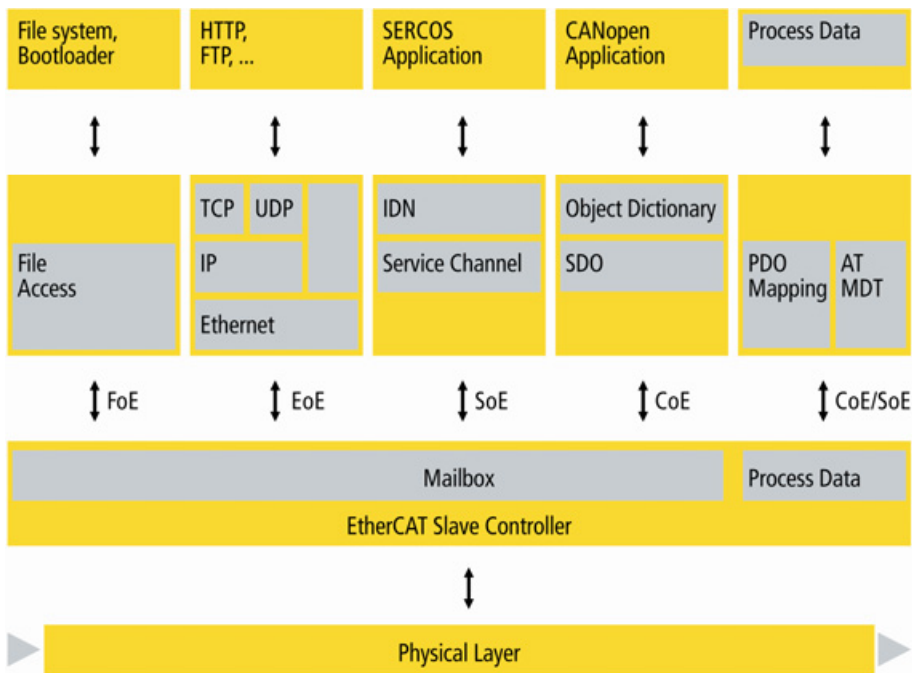 File system,
Bootloader
HTTP,
FTP, ...
SERCOS
Application
CANopen
Application
Process Data
File
Access
TCP
UDP
IP
Ethernet
IDN
Service Channel
Object Dictionary
SDO
PDO
Mapping
AT
MDT
FoE
EoE
SoE
CoE
CoE/SoE
Mailbox
Process Data
EtherCAT Slave Controller
Physical Layer